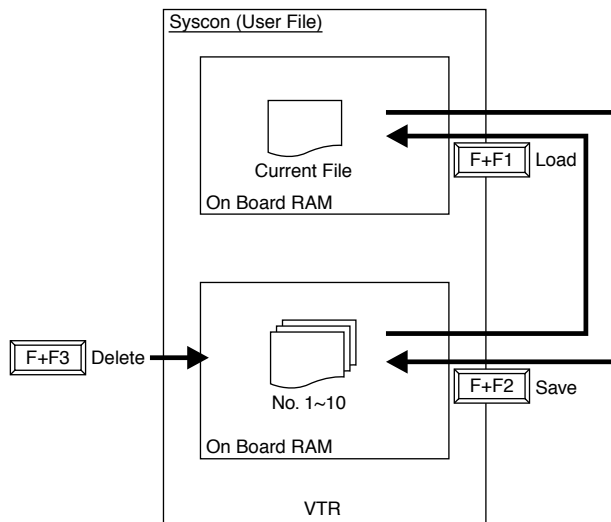 Syscon (User File)
Current File
On Board RAM
F+F1 Load
F+F3 Delete
No. 1~10
F+F2 Save
On Board RAM
VTR